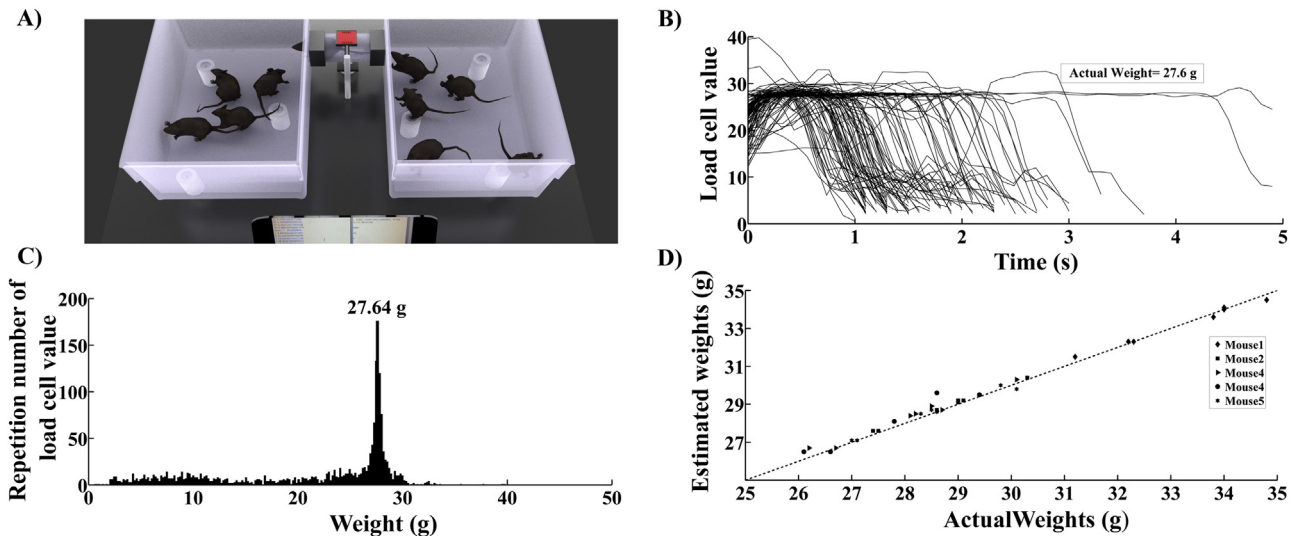 A)
B)
Load cell value
40
30
20
10
0
Actual Weight= 27.6 g
0
1
2
3
4
5
Time (s)
C)
Repetition number of
load cell value
200
150
100
50
0
27.64 g
0
10
20
30
40
50
Weight (g)
D)
Estimated weights (g)
35
33
31
29
27
25
26
27
28
29
30
31
32
33
34
35
ActualWeights (g)
Mouse1
Mouse2
Mouse4
Mouse4
Mouse5